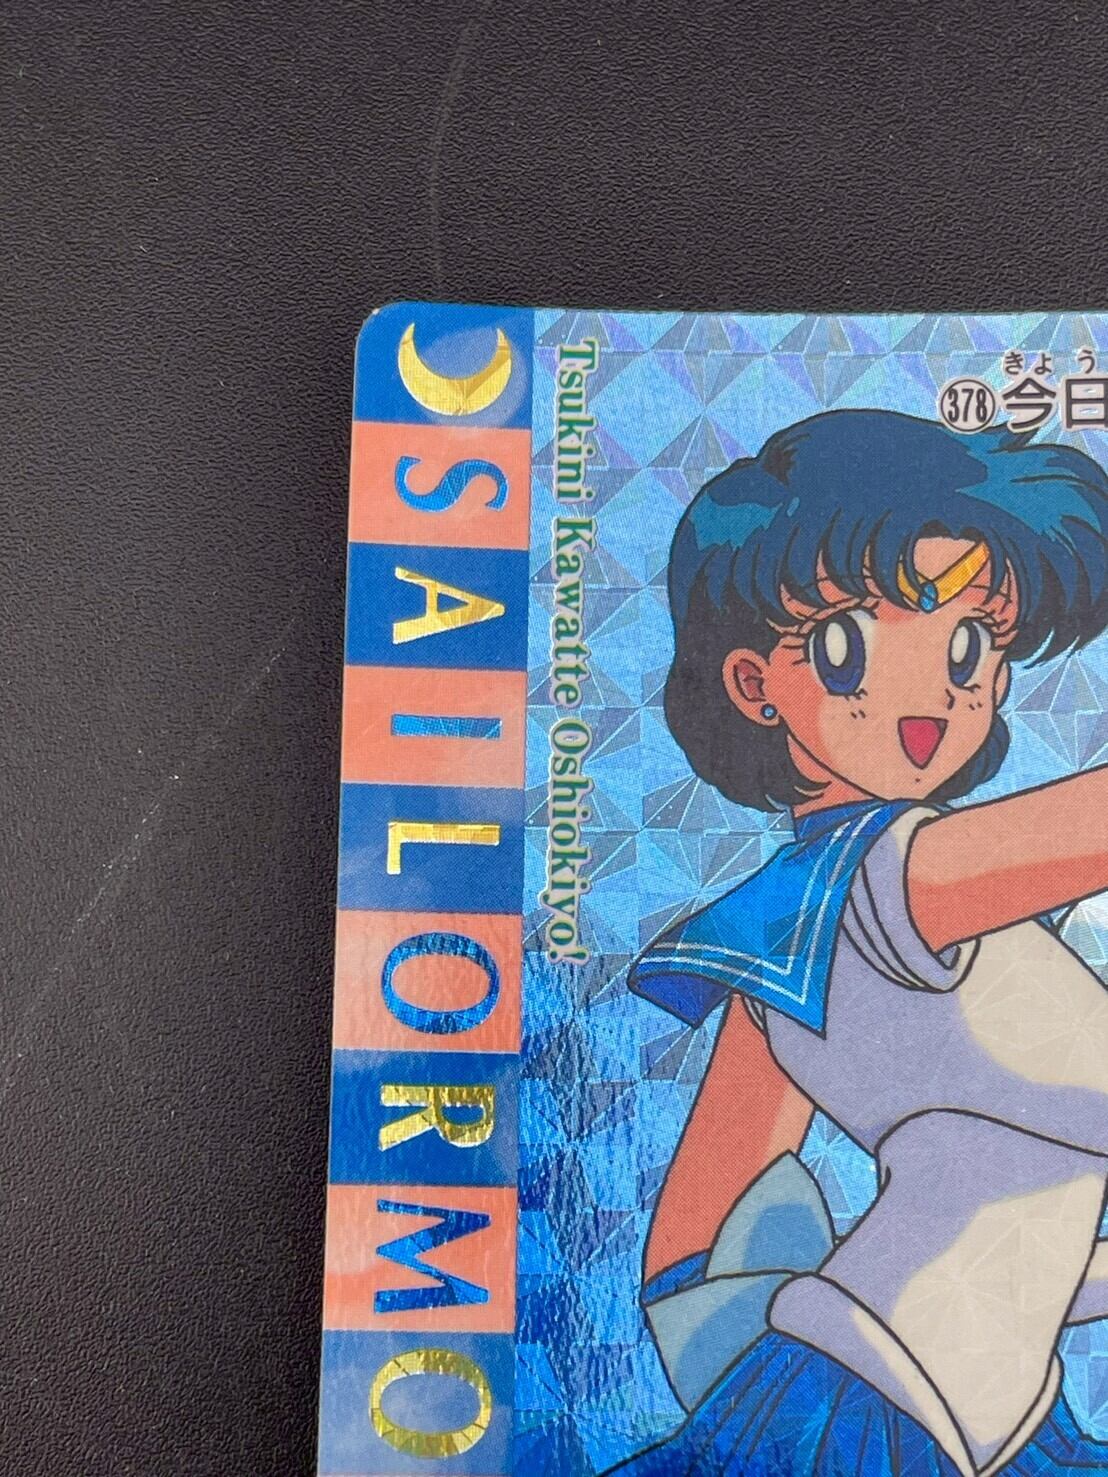 SAILORMO
Tsukini Kawatte Oshiokiyo!
きょう
378 今日